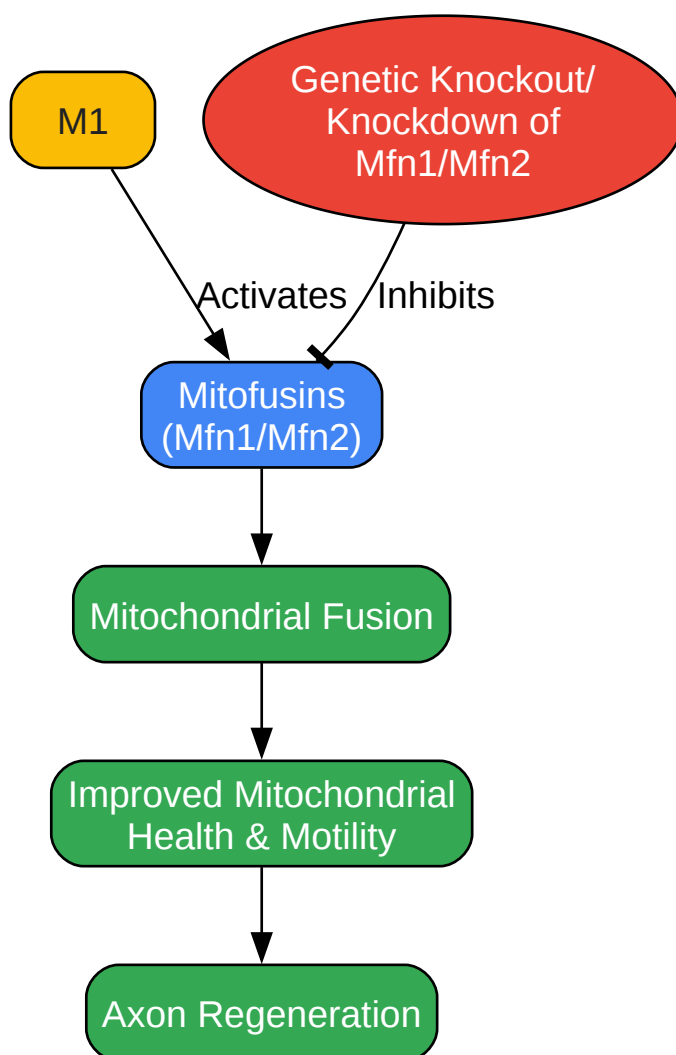 M1
Genetic Knockout/
Knockdown of
Mfn1/Mfn2
Activates
Inhibits
Mitofusins
(Mfn1/Mfn2)
Mitochondrial Fusion
Improved Mitochondrial
Health & Motility
Axon Regeneration